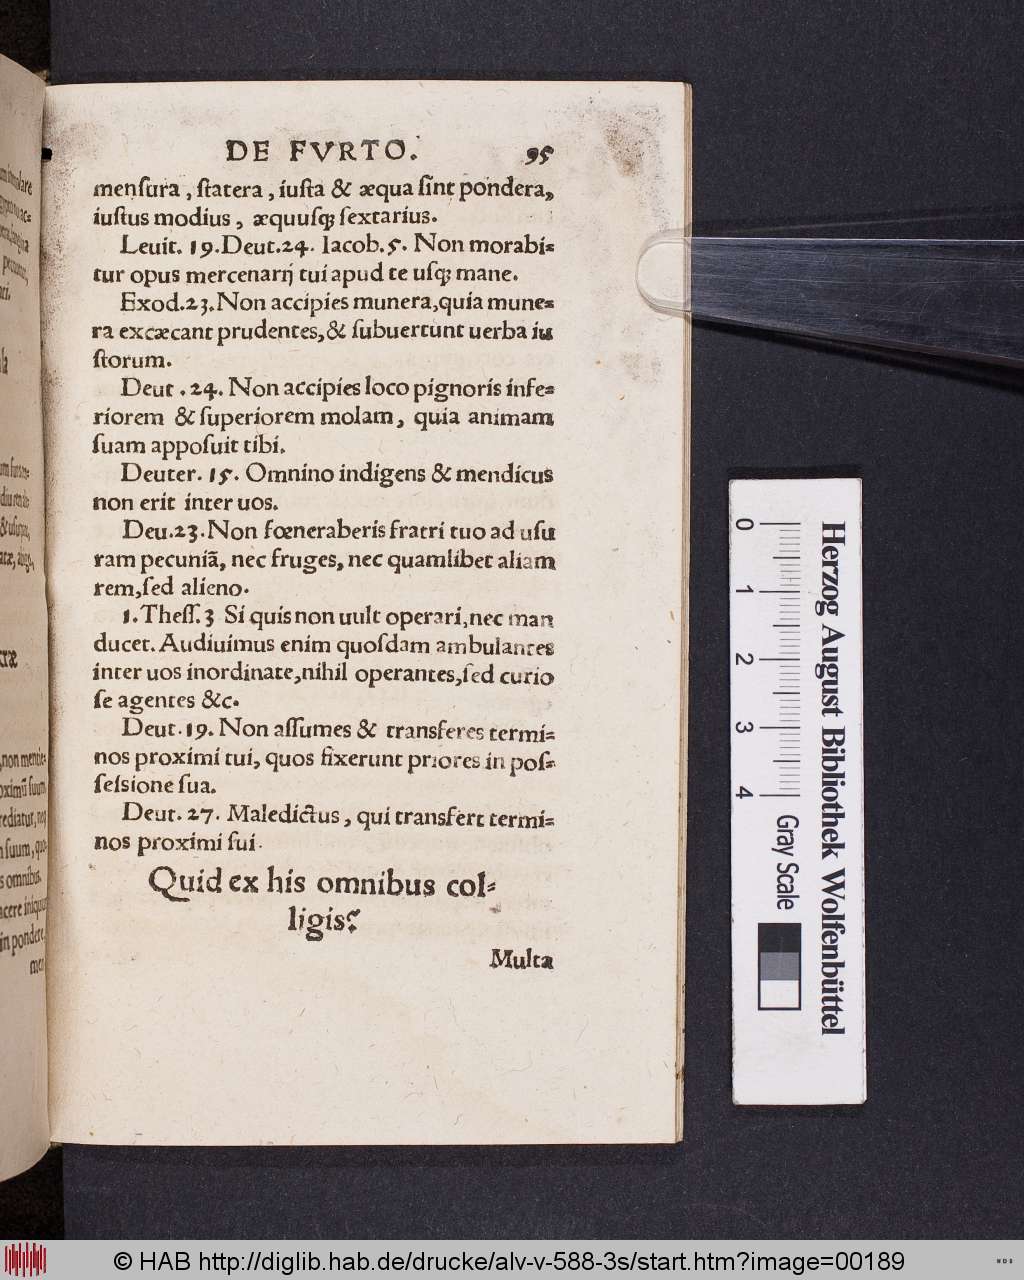 DE FVRTO. 95
menſura, ſtatera, iuſta & æqua ſint pondera,
iuſtus modius, æquuſqꝫ ſextarius.
Leuit. 19. Deut. 24. Iacob. 5. Non morabi⸗
tur opus mercenarij tui apud te uſqꝫ mane.
Exod. 23. Non accipies munera, quia mune⸗
ra excæcant prudentes, & ſubuertunt uerba iu
ſtorum.
Deut. 24. Non accipies loco pignoris infe⸗
riorem & ſuperiorem molam, quia animam
ſuam appoſuit tibi.
Deuter. 15. Omnino indigens & mendicus
non erit inter uos.
Deu. 23. Non fœneraberis fratri tuo ad uſu
ram pecuniã, nec fruges, nec quamlibet aliam
rem, ſed alieno.
1. Theſſ. 3 Si quis non uult operari, nec man
ducet. Audiuimus enim quoſdam ambulantes
inter uos inordinate, nihil operantes, ſed curio
ſe agentes &c.
Deut. 19. Non aſſumes & transferes termi⸗
nos proximi tui, quos fixerunt priores in poſ⸗
ſeſsione ſua.
Deut. 27. Maledictus, qui transfert termi⸗
nos proximi ſui.
Quid ex his omnibus col⸗
ligis?
Multa
0 1 2 3 4
Gray Scale
Herzog August Bibliothek Wolfenbüttel
© HAB http://diglib.hab.de/drucke/alv-v-588-3s/start.htm?image=00189